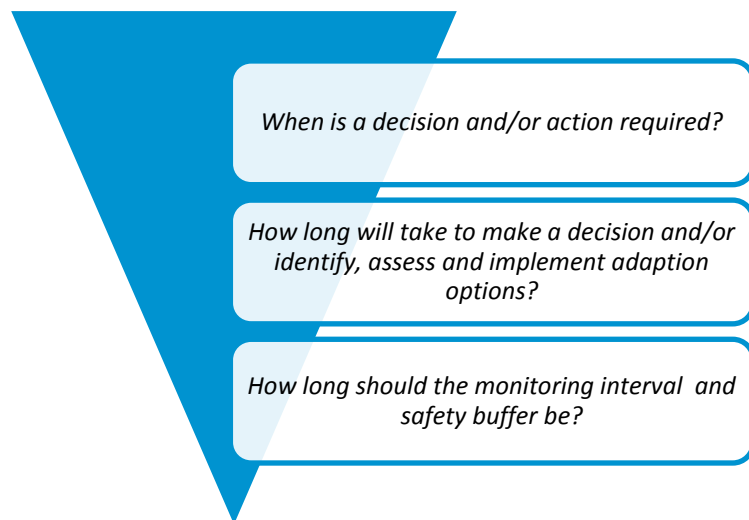 When is a decision and/or action required?
How long will take to make a decision and/or
identify, assess and implement adaption
options?
How long should the monitoring interval  and
safety buffer be?